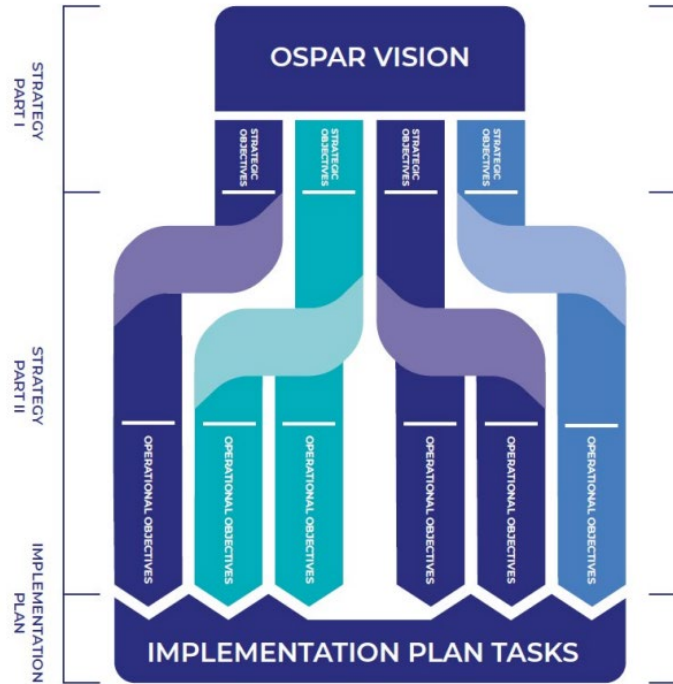 OSPAR VISION
STRATEGY
PART I
STRATEGIC
OBJECTIVES
STRATEGIC
OBJECTIVES
STRATEGIC
OBJECTIVES
STRATEGIC
OBJECTIVES
STRATEGY
PART II
OPERATIONAL OBJECTIVES
OPERATIONAL OBJECTIVES
OPERATIONAL OBJECTIVES
OPERATIONAL OBJECTIVES
OPERATIONAL OBJECTIVES
OPERATIONAL OBJECTIVES
IMPLEMENTATION
PLAN
IMPLEMENTATION PLAN TASKS